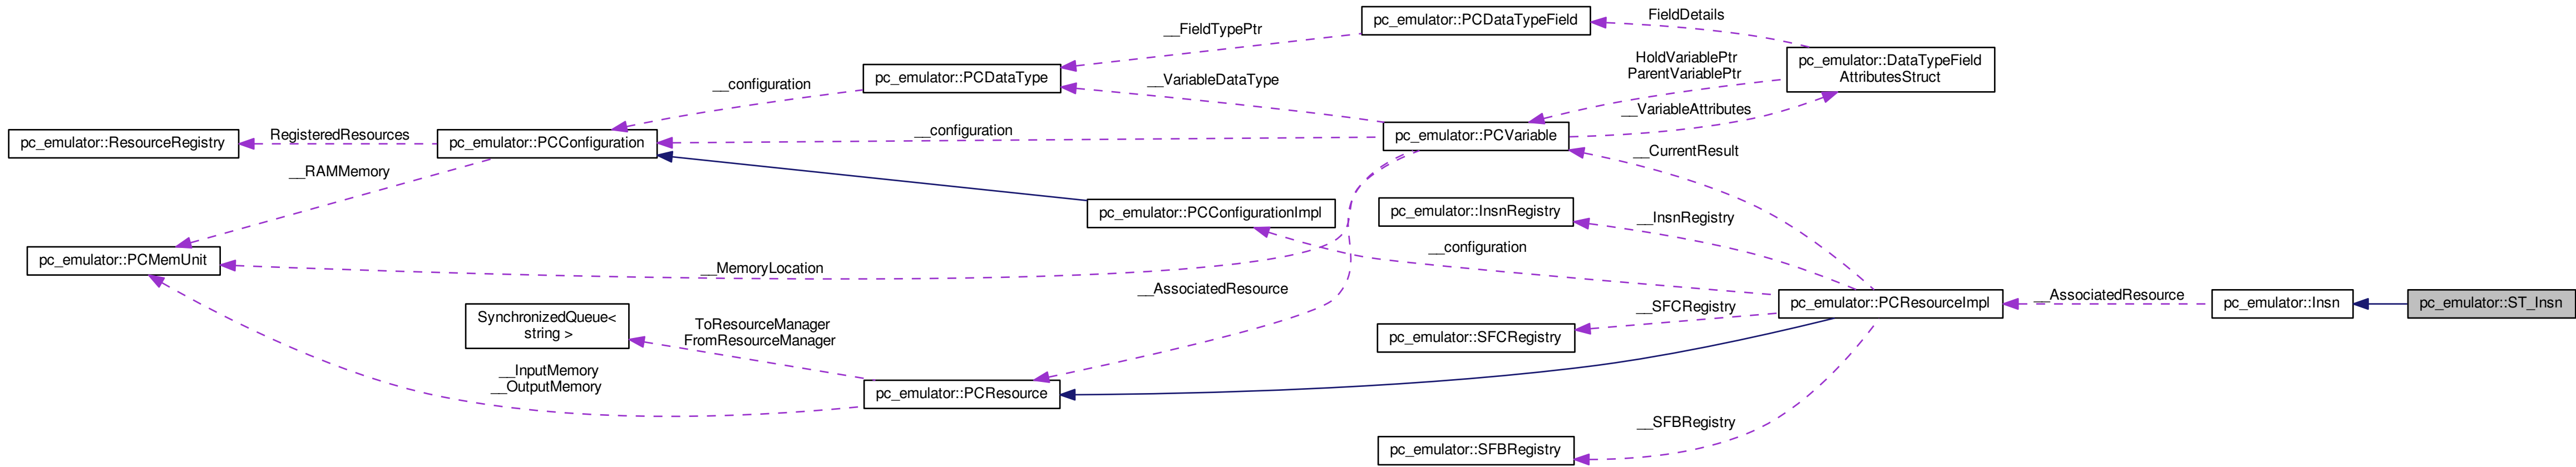 pc_emulator::PCDataTypeField
FieldDetails
__FieldTypePtr
HoldVariablePtr
ParentVariablePtr
pc_emulator::DataTypeField
AttributesStruct
pc_emulator::PCDataType
__VariableDataType
__configuration
__VariableAttributes
pc_emulator::ResourceRegistry
RegisteredResources
pc_emulator::PCConfiguration
__configuration
pc_emulator::PCVariable
__CurrentResult
__RAMMemory
pc_emulator::PCConfigurationImpl
pc_emulator::InsnRegistry
__InsnRegistry
__configuration
pc_emulator::PCMemUnit
__MemoryLocation
__AssociatedResource
pc_emulator::PCResourceImpl
__AssociatedResource
pc_emulator::Insn
pc_emulator::ST_Insn
SynchronizedQueue<
string >
ToResourceManager
FromResourceManager
__SFCRegistry
pc_emulator::SFCRegistry
__InputMemory
__OutputMemory
pc_emulator::PCResource
__SFBRegistry
pc_emulator::SFBRegistry